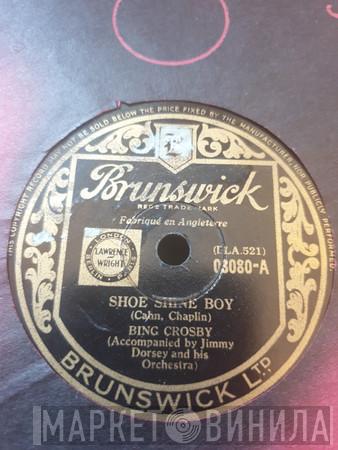 THIS COPYRIGHT RECORD MAY NOT BE SOLD BELOW THE PRICE FIXED BY THE MANUFACTURER, NOR PUBLICLY PERFORMED.
Brunswick
REGD TRADE MARK
Fabriqué en Angleterre
LONDON
LAWRENCE
WRIGHT
BERLIN
(DLA.521)
03080-A
SHOE SHINE BOY
(Cahn, Chaplin)
BING CROSBY
(Accompanied by Jimmy
Dorsey and his
Orchestra)
BRUNSWICK LTD.
МАРКЕТ ВИНИЛА